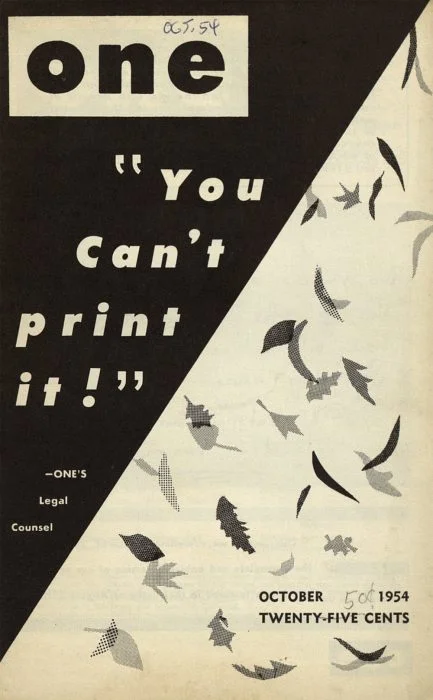 OCT. 54
one
"You
Can't
print
it!"
—ONE'S
Legal
Counsel
OCTOBER 50¢ 1954
TWENTY-FIVE CENTS